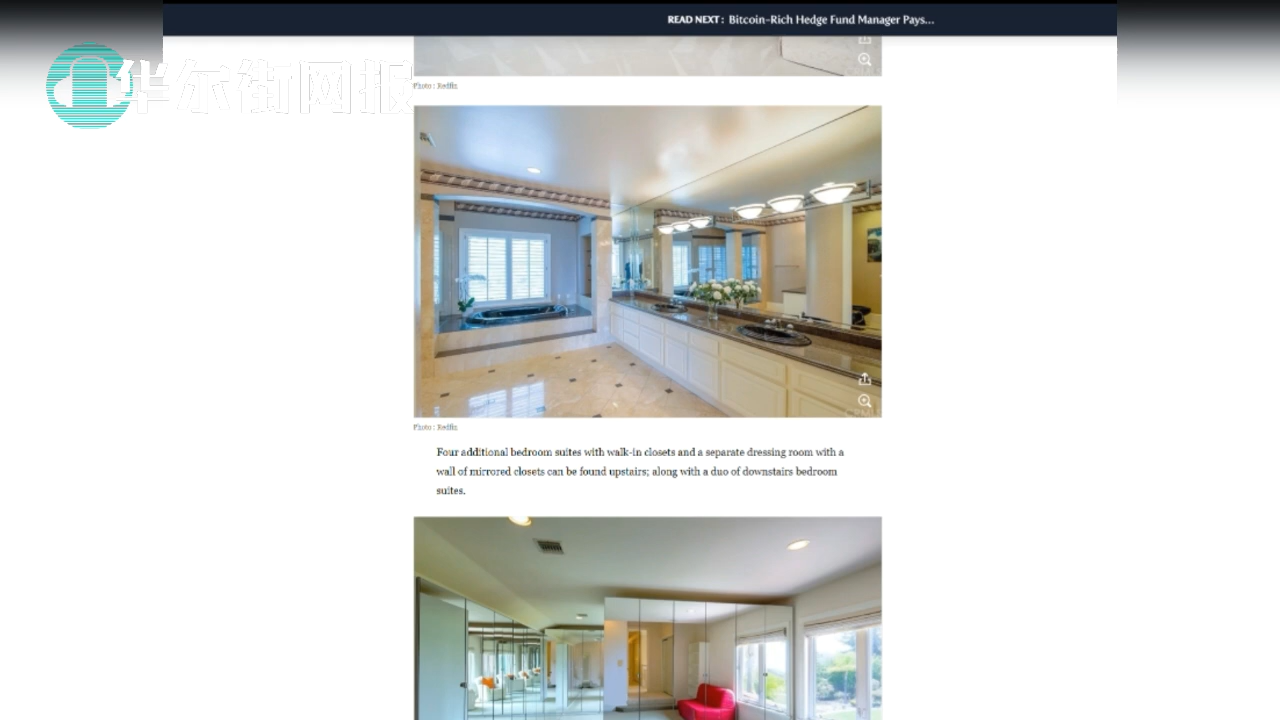 READ NEXT : Bitcoin-Rich Hedge Fund Manager Pays...
华尔街网报
Photo : Redfin
Photo : Redfin
Four additional bedroom suites with walk-in closets and a separate dressing room with a
wall of mirrored closets can be found upstairs; along with a duo of downstairs bedroom
suites.